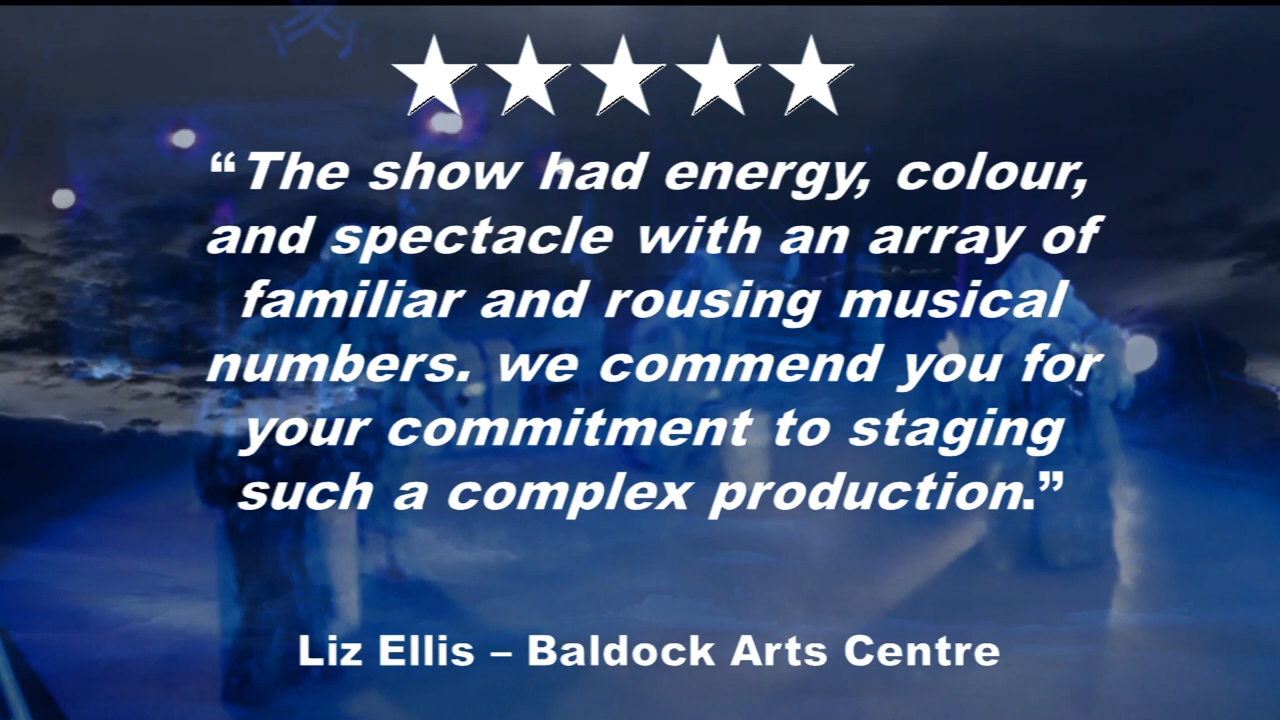 “The show had energy, colour,
and spectacle with an array of
familiar and rousing musical
numbers. we commend you for
your commitment to staging
such a complex production.”
Liz Ellis – Baldock Arts Centre